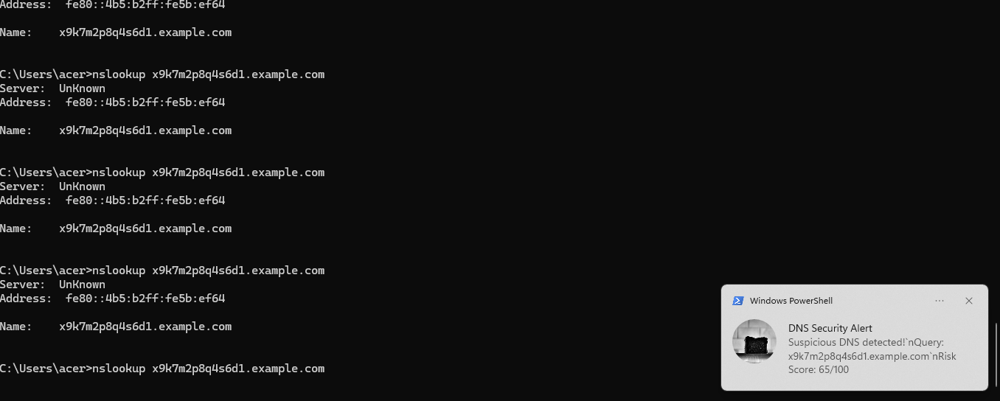 Address:  fe80::4b5:b2ff:fe5b:ef64
Name:    x9k7m2p8q4s6d1.example.com
C:\Users\acer>nslookup x9k7m2p8q4s6d1.example.com
Server:  UnKnown
Address:  fe80::4b5:b2ff:fe5b:ef64
Name:    x9k7m2p8q4s6d1.example.com
C:\Users\acer>nslookup x9k7m2p8q4s6d1.example.com
Server:  UnKnown
Address:  fe80::4b5:b2ff:fe5b:ef64
Name:    x9k7m2p8q4s6d1.example.com
C:\Users\acer>nslookup x9k7m2p8q4s6d1.example.com
Server:  UnKnown
Address:  fe80::4b5:b2ff:fe5b:ef64
Name:    x9k7m2p8q4s6d1.example.com
C:\Users\acer>nslookup x9k7m2p8q4s6d1.example.com
Windows PowerShell
DNS Security Alert
Suspicious DNS detected!`nQuery:
x9k7m2p8q4s6d1.example.com`nRisk
Score: 65/100